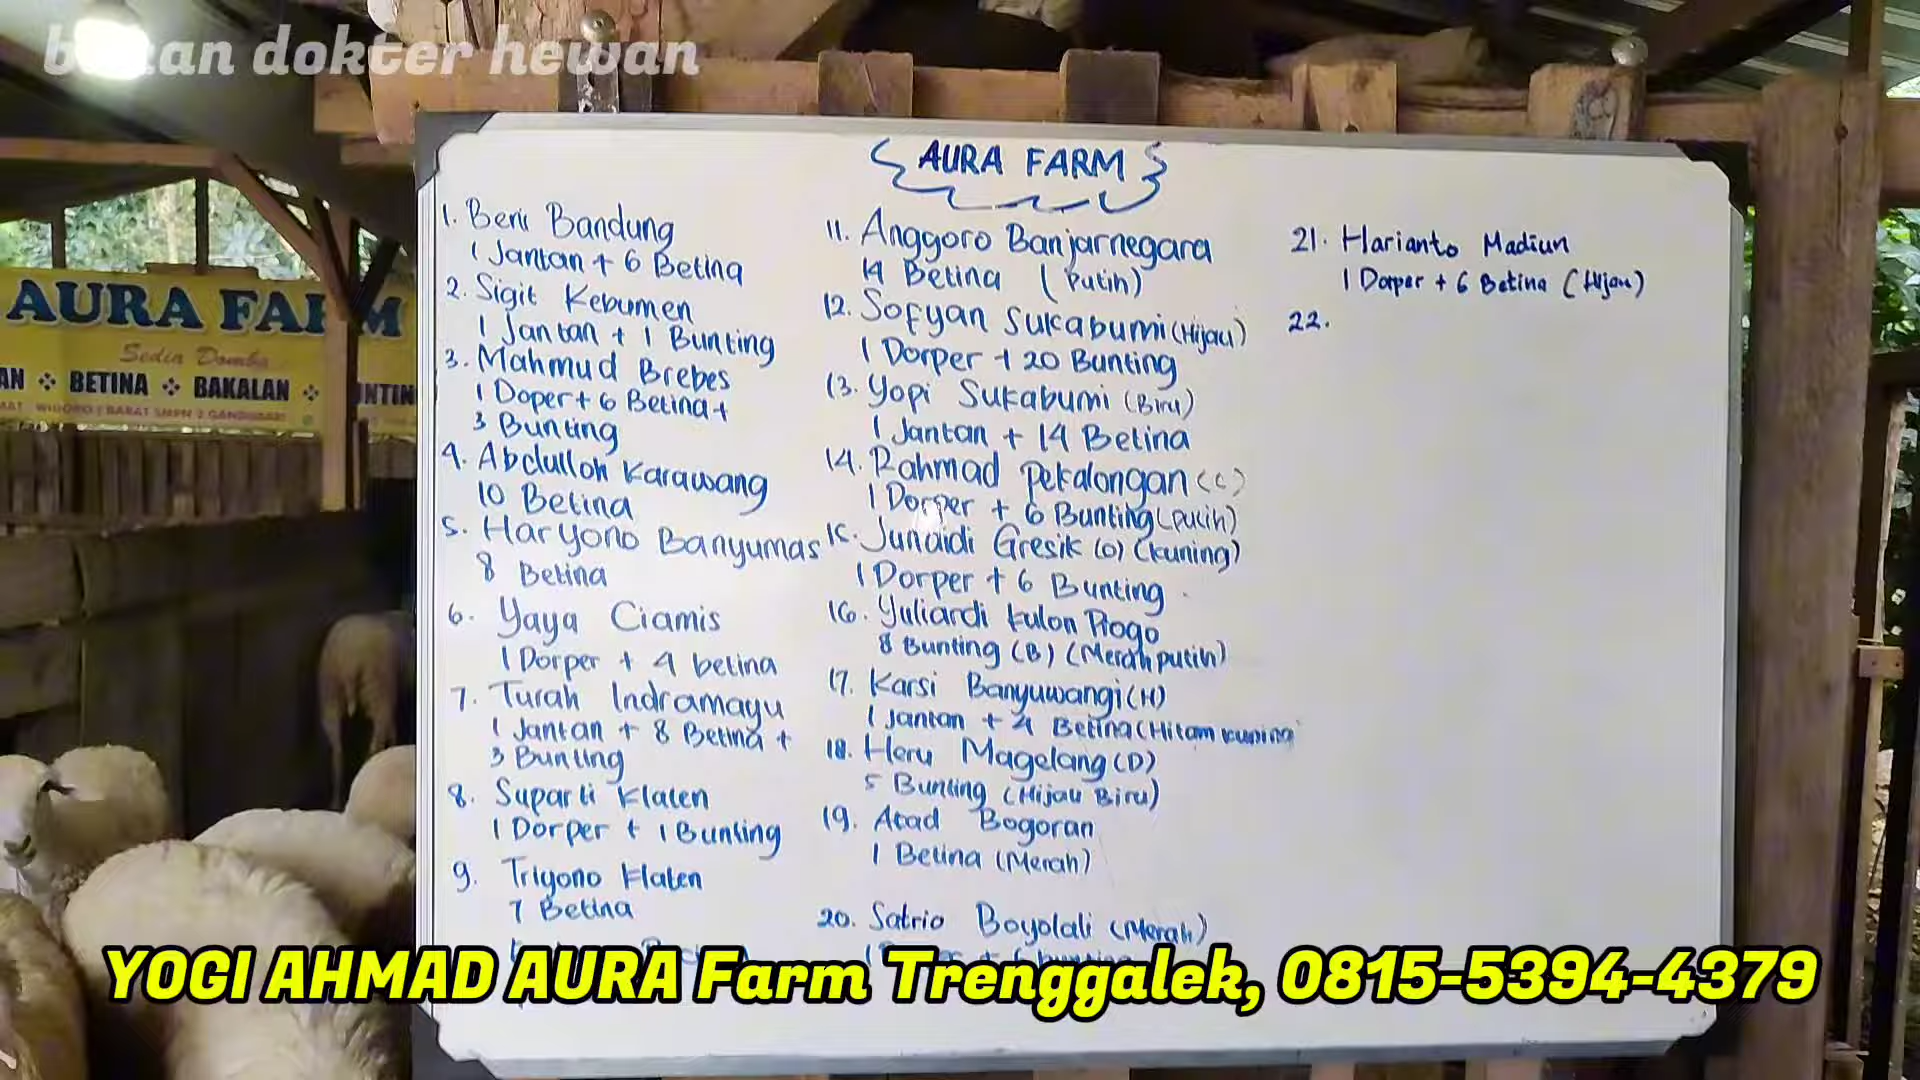 dokter hewan
AURA FARM
Sedia Domba
BETINA ❖ BAKALAN ❖
AURA FARM
1. Beni Bandung
1 Jantan + 6 Betina
2. Sigit Kebumen
1 Jantan + 1 Bunting
3. Mahmud Brebes
1 Doper + 6 Betina +
3 Bunting
4. Abdulloh Karawang
10 Betina
5. Haryono Banyumas
8 Betina
6. Yaya Ciamis
1 Dorper + 4 betina
7. Turah Indramayu
1 Jantan + 8 Betina +
3 Bunting
8. Suparti Klaten
1 Dorper + 1 Bunting
9. Triyono Klaten
7 Betina
11. Anggoro Banjarnegara
14 Betina (Putih)
12. Sofyan Sukabumi (Hijau)
1 Dorper + 20 Bunting
13. Yopi Sukabumi (Biru)
1 Jantan + 14 Betina
14. Rahmad Pekalongan (C)
1 Dorper + 6 Bunting (Putih)
15. Junaidi Gresik (O) (Kuning)
1 Dorper + 6 Bunting
16. Yuliardi Kulon Progo
8 Bunting (B) (Merah putih)
17. Karsi Banyuwangi (H)
1 Jantan + 4 Betina (Hitam kuning
18. Heru Magelang (D)
5 Bunting (Hijau Biru)
19. Acad Bogoran
1 Betina (Merah)
20. Satrio Boyolali (Merah)
21. Harianto Madiun
1 Dorper + 6 Betina (Hijau)
22.
YOGI AHMAD AURA Farm Trenggalek, 0815-5394-4379